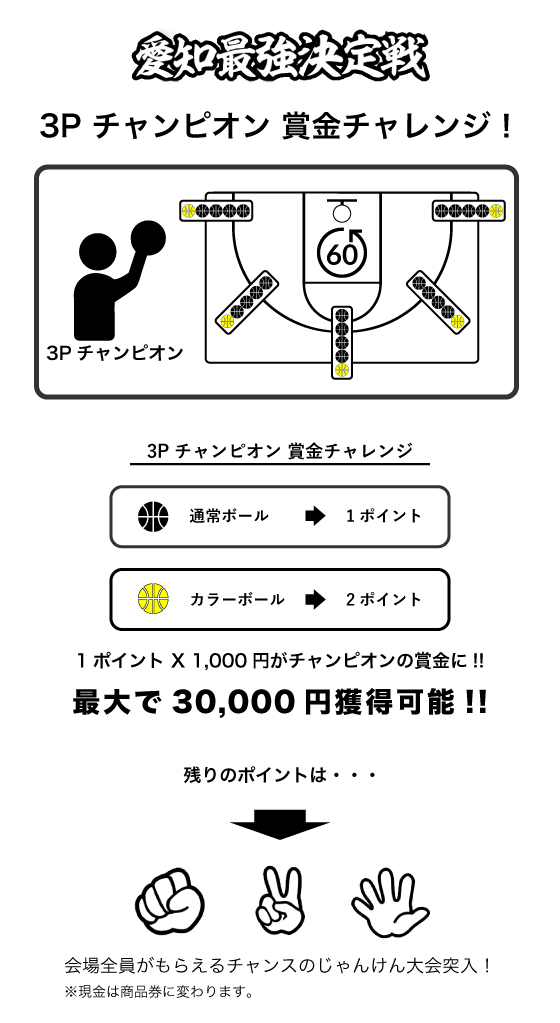 愛知最強決定戦
3P チャンピオン 賞金チャレンジ！
60
3P チャンピオン
3P チャンピオン 賞金チャレンジ
通常ボール 1 ポイント
カラーボール 2 ポイント
1 ポイント X 1,000 円がチャンピオンの賞金に !!
最大で 30,000 円獲得可能 !!
残りのポイントは・・・
会場全員がもらえるチャンスのじゃんけん大会突入！
※現金は商品券に変わります。